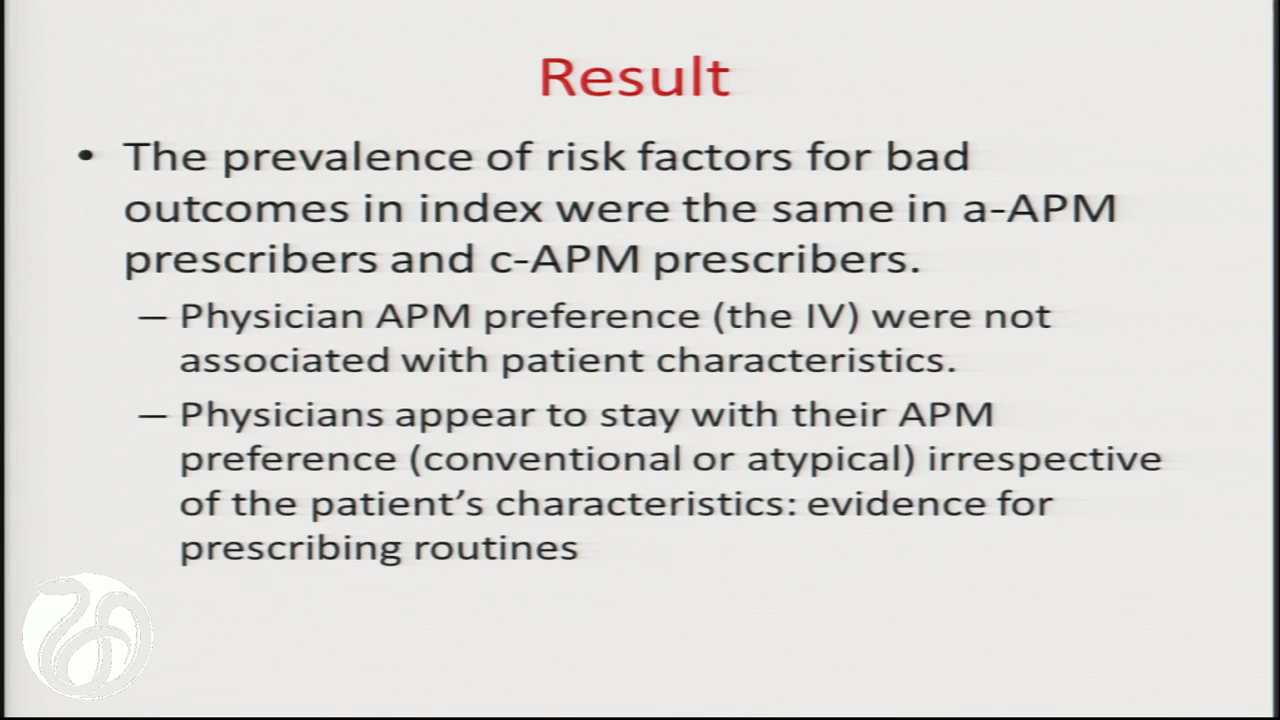 Result
• The prevalence of risk factors for bad
outcomes in index were the same in a-APM
prescribers and c-APM prescribers.
– Physician APM preference (the IV) were not
associated with patient characteristics.
– Physicians appear to stay with their APM
preference (conventional or atypical) irrespective
of the patient’s characteristics: evidence for
prescribing routines